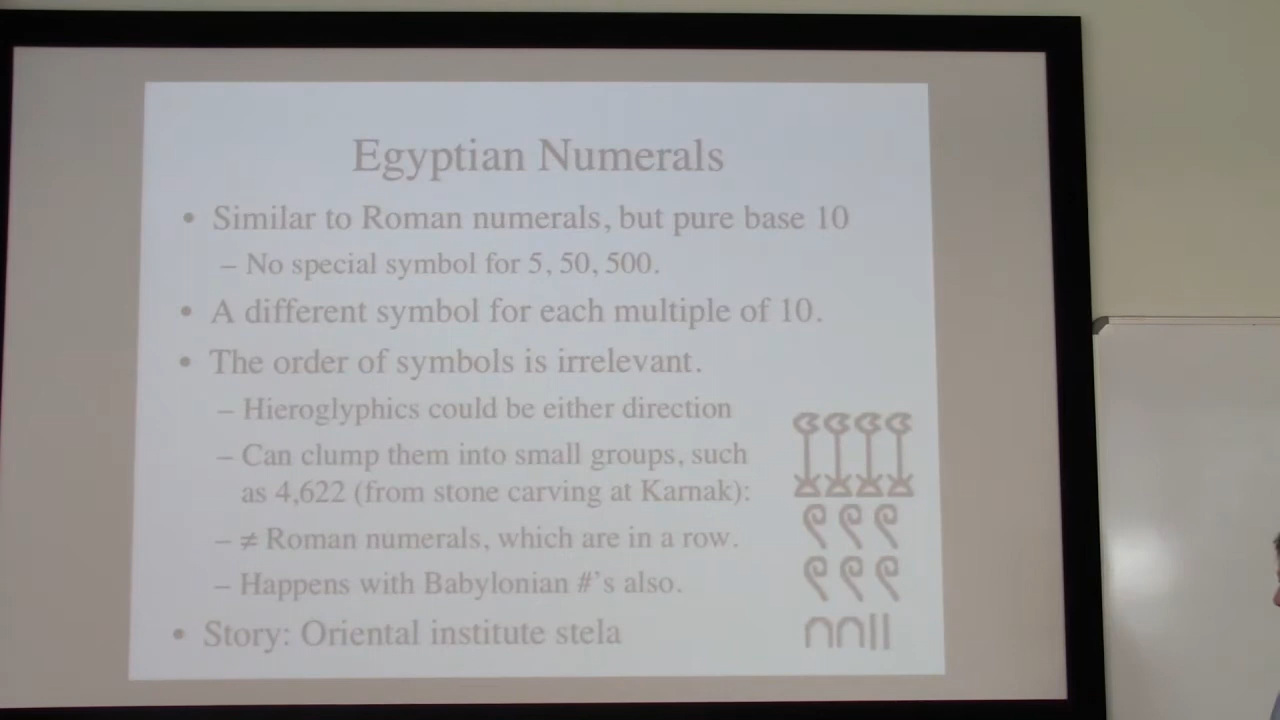 Egyptian Numerals
• Similar to Roman numerals, but pure base 10
– No special symbol for 5, 50, 500.
• A different symbol for each multiple of 10.
• The order of symbols is irrelevant.
– Hieroglyphics could be either direction
– Can clump them into small groups, such
as 4,622 (from stone carving at Karnak):
– ≠ Roman numerals, which are in a row.
– Happens with Babylonian #'s also.
• Story: Oriental institute stela